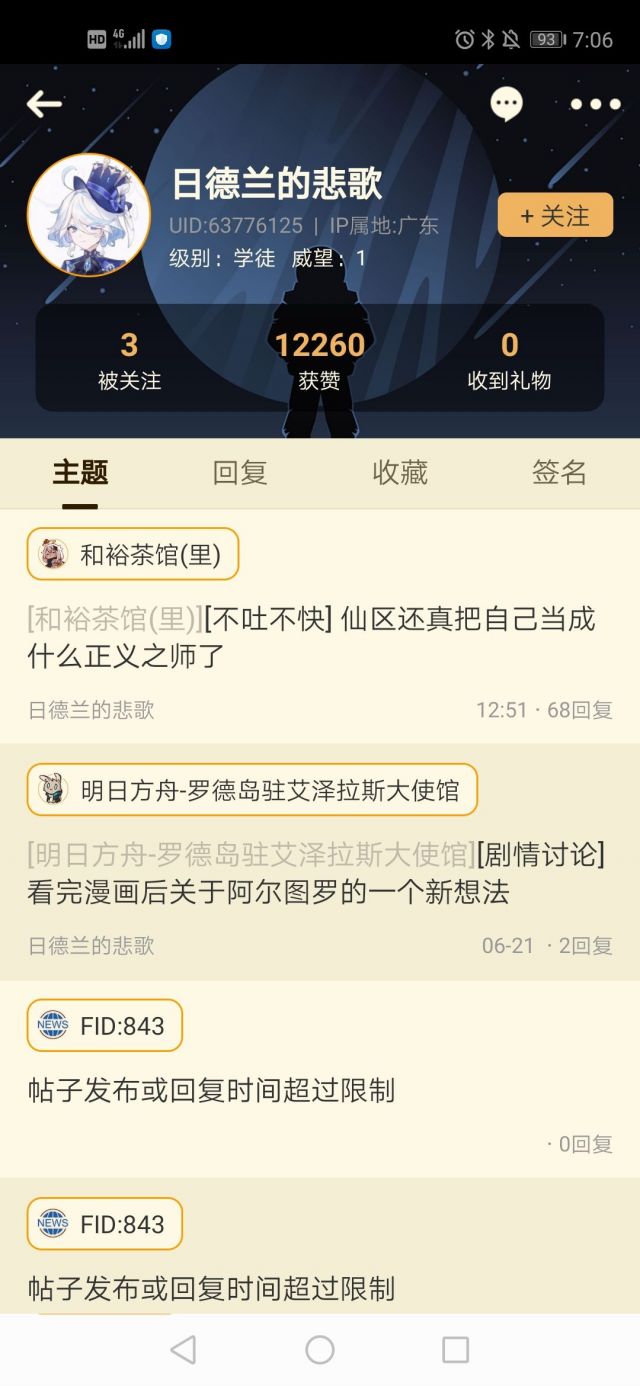 HD 4G 93 7:06
日德兰的悲歌
UID:63776125 | IP属地:广东
+ 关注
级别：学徒 威望：1
3 12260 0
被关注 获赞 收到礼物
主题 回复 收藏 签名
和裕茶馆(里)
[和裕茶馆(里)][不吐不快] 仙区还真把自己当成
什么正义之师了
日德兰的悲歌 12:51 · 68回复
明日方舟-罗德岛驻艾泽拉斯大使馆
[明日方舟-罗德岛驻艾泽拉斯大使馆][剧情讨论]
看完漫画后关于阿尔图罗的一个新想法
日德兰的悲歌 06-21 · 2回复
NEWS FID:843
帖子发布或回复时间超过限制
· 0回复
NEWS FID:843
帖子发布或回复时间超过限制